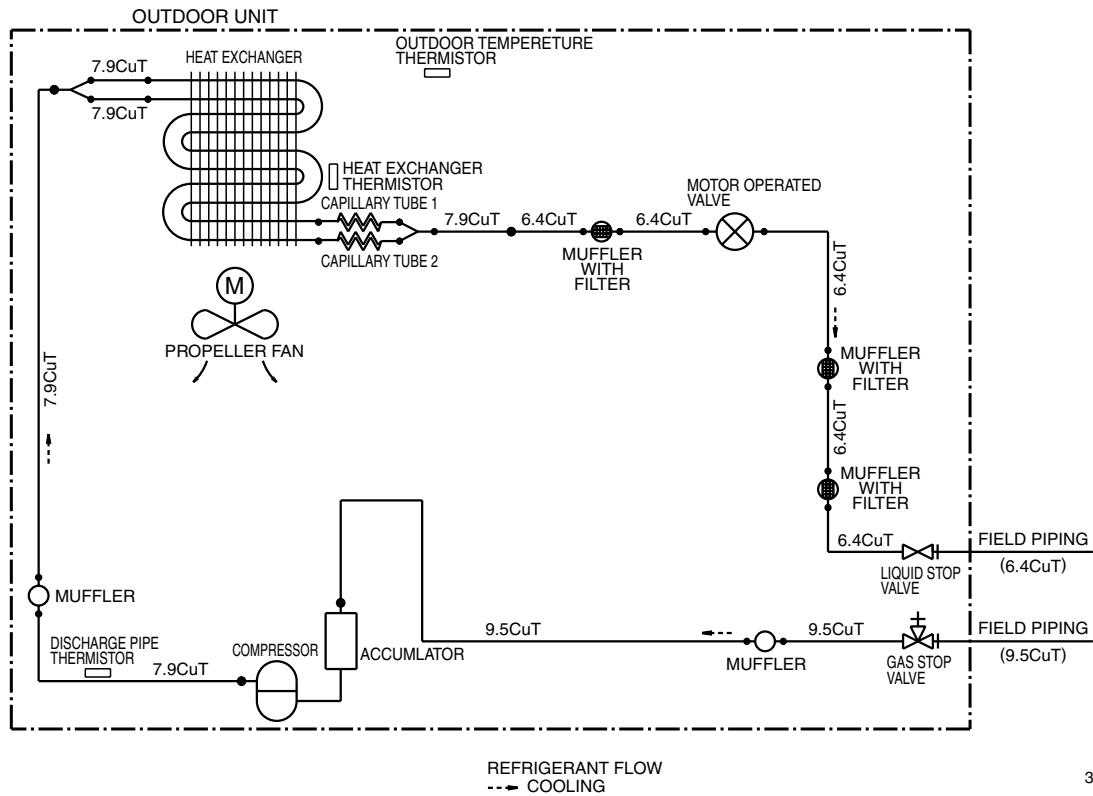 OUTDOOR UNIT
OUTDOOR TEMPERETURE
THERMISTOR
HEAT EXCHANGER
7.9CuT
7.9CuT
HEAT EXCHANGER
THERMISTOR
CAPILLARY TUBE 1
CAPILLARY TUBE 2
7.9CuT
6.4CuT
6.4CuT
MUFFLER
WITH
FILTER
MOTOR OPERATED
VALVE
M
PROPELLER FAN
7.9CuT
6.4CuT
MUFFLER
WITH
FILTER
6.4CuT
MUFFLER
WITH
FILTER
6.4CuT
LIQUID STOP
VALVE
FIELD PIPING
(6.4CuT)
MUFFLER
DISCHARGE PIPE
THERMISTOR
7.9CuT
COMPRESSOR
ACCUMLATOR
9.5CuT
MUFFLER
9.5CuT
GAS STOP
VALVE
FIELD PIPING
(9.5CuT)
REFRIGERANT FLOW
COOLING
3